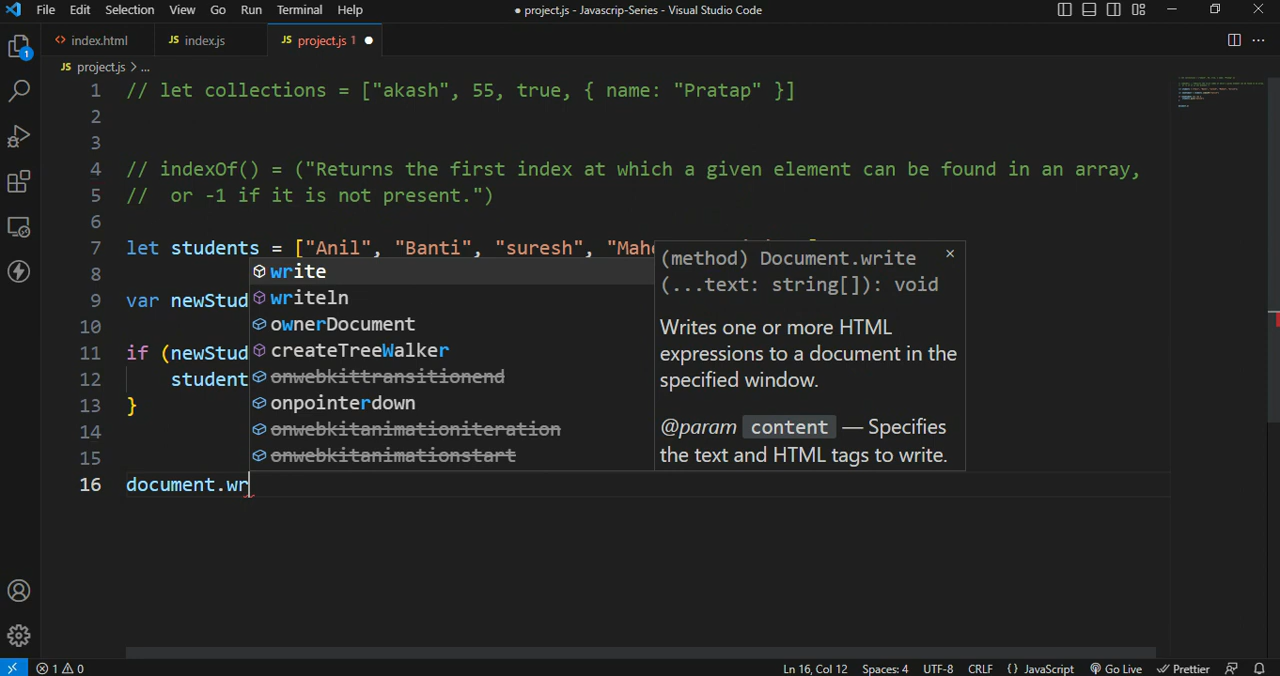 File Edit Selection View Go Run Terminal Help
● project.js - Javascrip-Series - Visual Studio Code
1
<> index.html
JS index.js
JS project.js 1 ●
JS project.js > ...
1 // let collections = ["akash", 55, true, { name: "Pratap" }]
2
3
4 // indexOf() = ("Returns the first index at which a given element can be found in an array,
5 //  or -1 if it is not present.")
6
7 let students = ["Anil", "Banti", "suresh", "Mahe
8
9 var newStud
10
11 if (newStud
12     student
13 }
14
15
16 document.wr
write
writeln
ownerDocument
createTreeWalker
onwebkittransitionend
onpointerdown
onwebkitanimationiteration
onwebkitanimationstart
(method) Document.write
(...text: string[]): void
Writes one or more HTML
expressions to a document in the
specified window.
@param content — Specifies
the text and HTML tags to write.
1 0
Ln 16, Col 12 Spaces: 4 UTF-8 CRLF {} JavaScript Go Live Prettier